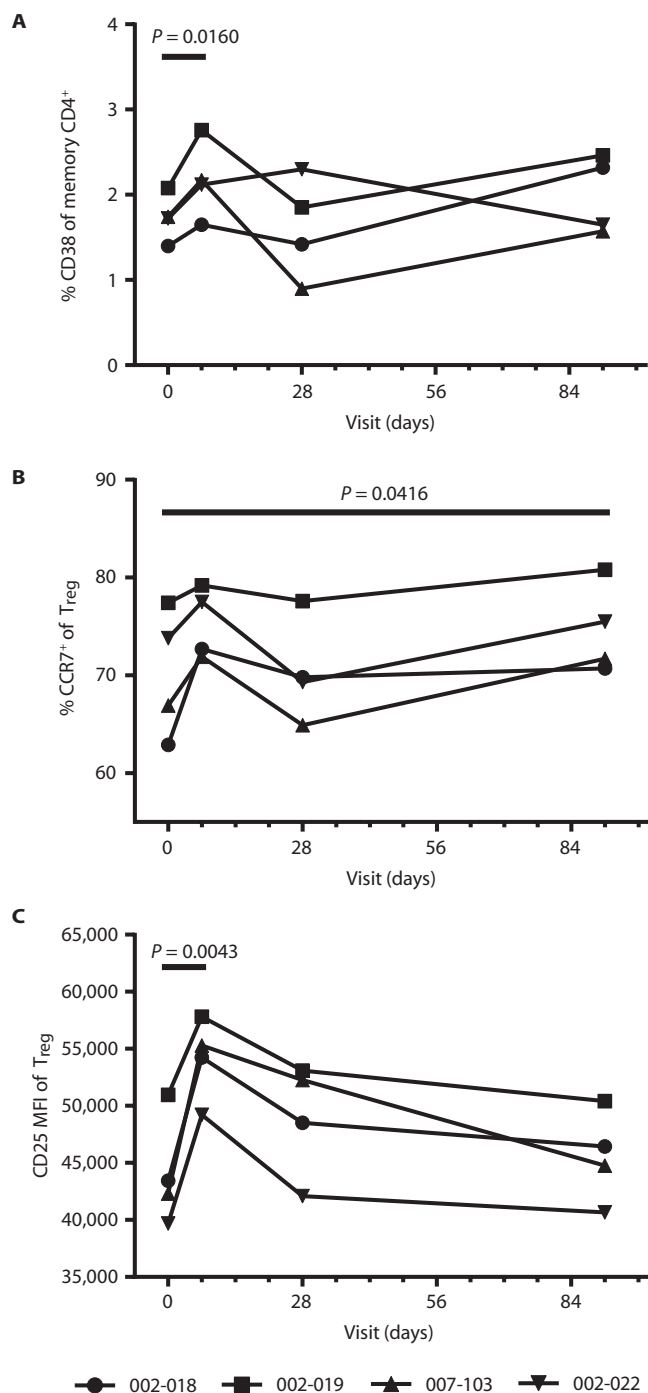 A
P = 0.0160
% CD38 of memory CD4⁺
4
3
2
1
0
0 28 56 84
Visit (days)
B
P = 0.0416
% CCR7⁺ of Treg
90
80
70
60
0 28 56 84
Visit (days)
C
P = 0.0043
CD25 MFI of Treg
65,000
60,000
55,000
50,000
45,000
40,000
35,000
0 28 56 84
Visit (days)
002-018 002-019 007-103 002-022